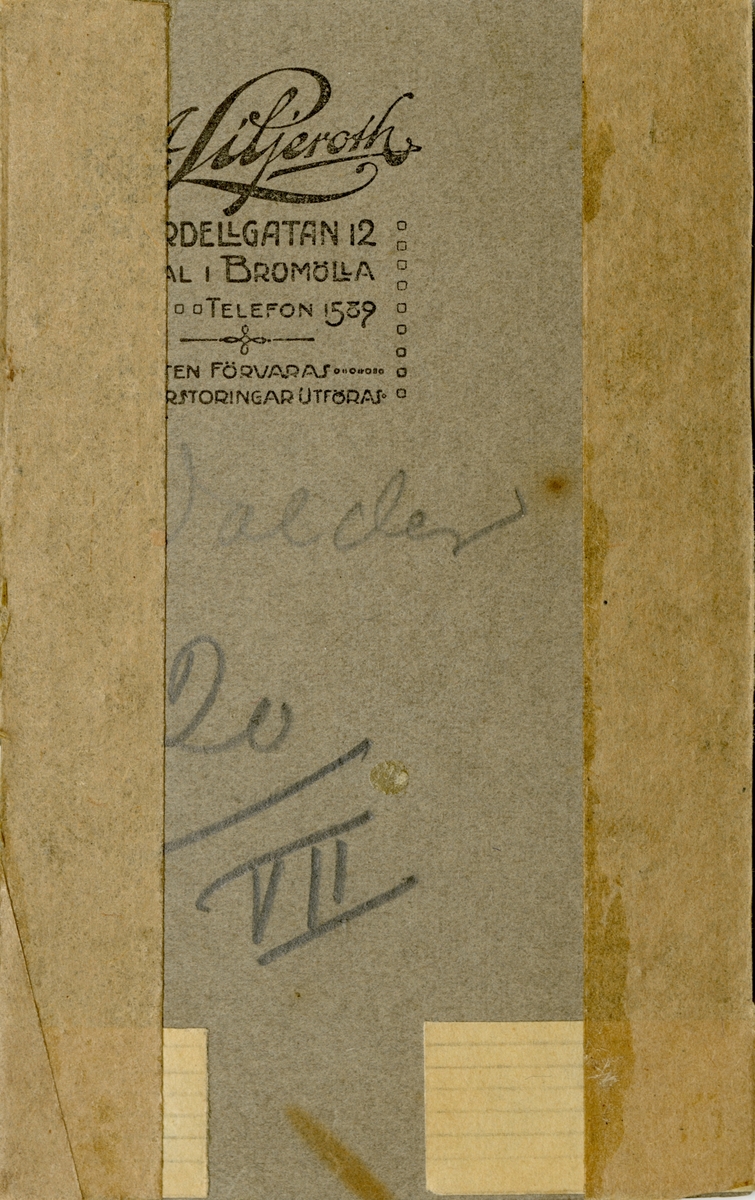 Liljeroth
RDELLGATAN 12
AL I BROMÖLLA
TELEFON 1539
TEN FÖRVARAS
RSTORINGAR UTFÖRAS
20
VII